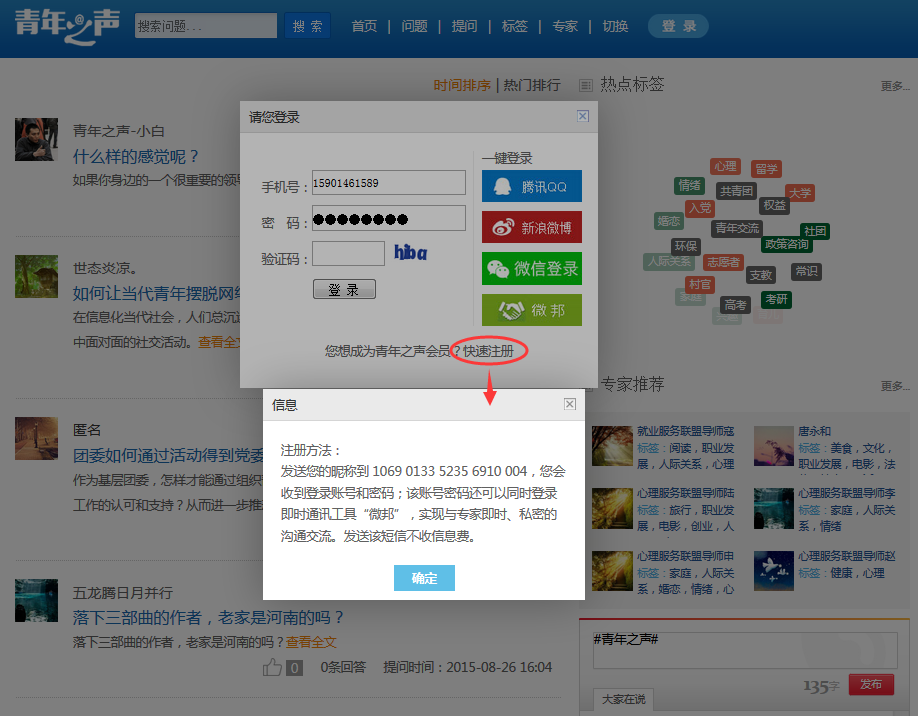 青年之声
搜索问题...
搜 索
首页 | 问题 | 提问 | 标签 | 专家 | 切换
登 录
时间排序 | 热门排行
热点标签
更多...
请您登录
手机号：
15901461589
密 码：
●●●●●●●●
验证码：
hiba
登 录
一键登录
腾讯QQ
新浪微博
微信登录
微 邦
您想成为青年之声会员？快速注册
信息
注册方法：
发送您的昵称到 1069 0133 5235 6910 004，您会
收到登录账号和密码；该账号密码还可以同时登录
即时通讯工具“微邦”，实现与专家即时、私密的
沟通交流。发送该短信不收信息费。
确定
青年之声-小白
什么样的感觉呢？
如果你身边的一个很重要的领
世态炎凉。
如何让当代青年摆脱网络
在信息化当代社会，人们总沉迷
中面对面的社交活动。查看全文
匿名
团委如何通过活动得到党委
作为基层团委，怎样才能通过组织
工作的认可和支持？从而进一步推
五龙腾日月并行
落下三部曲的作者，老家是河南的吗？
落下三部曲的作者，老家是河南的吗？查看全文
0
0条回答
提问时间：2015-08-26 16:04
心理
留学
情绪
共青团
大学
入党
权益
婚恋
青年交流
社团
环保
政策咨询
人际关系
志愿者
支教
常识
村官
家庭
高考
考研
专家推荐
更多...
就业服务联盟导师寇
标签：阅读，职业发
展，人际关系，心理
唐永和
标签：美食，文化，
职业发展，电影，法
心理服务联盟导师陆
标签：旅行，职业发
展，电影，创业，人
心理服务联盟导师李
标签：家庭，人际关
系，情绪
心理服务联盟导师申
标签：家庭，人际关
系，婚恋，情绪，心
心理服务联盟导师赵
标签：健康，心理
#青年之声#
135字
发布
大家在说